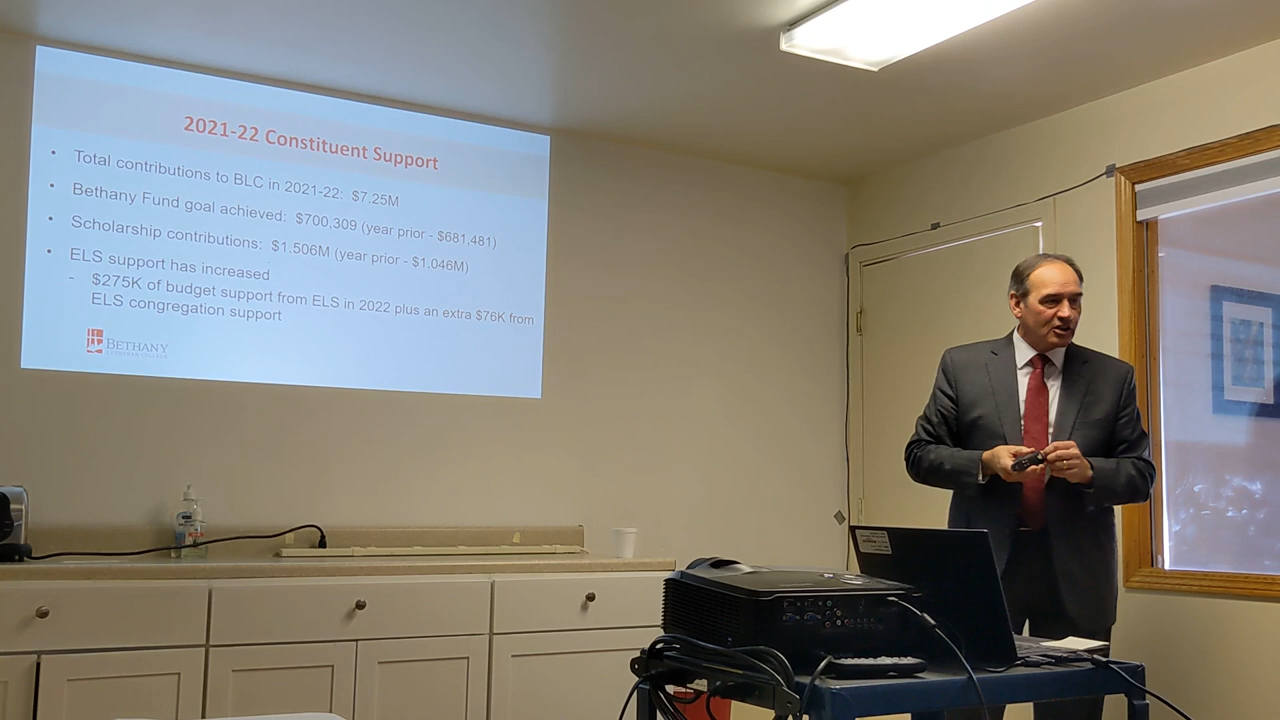 2021-22 Constituent Support
• Total contributions to BLC in 2021-22: $7.25M
• Bethany Fund goal achieved: $700,309 (year prior - $681,481)
• Scholarship contributions: $1.506M (year prior - $1.046M)
• ELS support has increased
- $275K of budget support from ELS in 2022 plus an extra $76K from
ELS congregation support
BETHANY
LUTHERAN COLLEGE